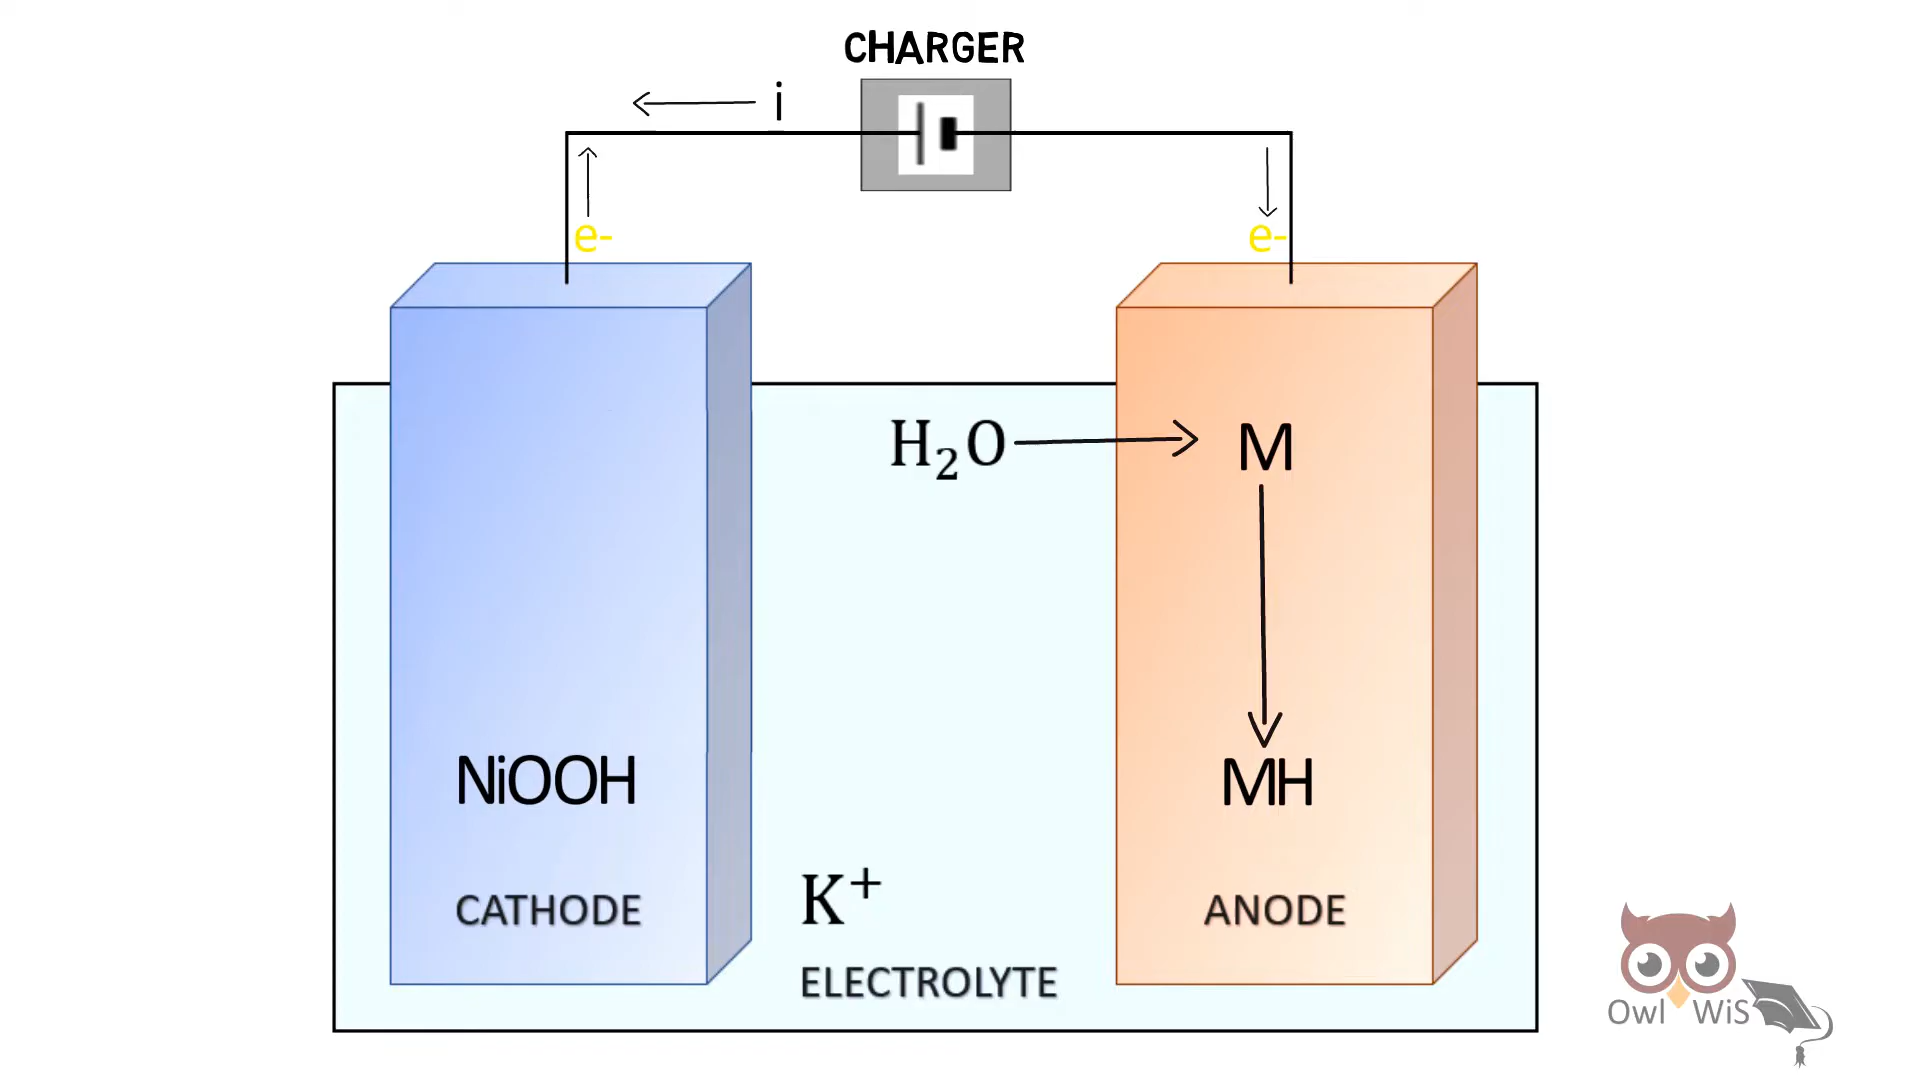 CHARGER
i
e-
e-
H₂O
M
NiOOH
MH
K⁺
CATHODE
ANODE
ELECTROLYTE
Owl WiS